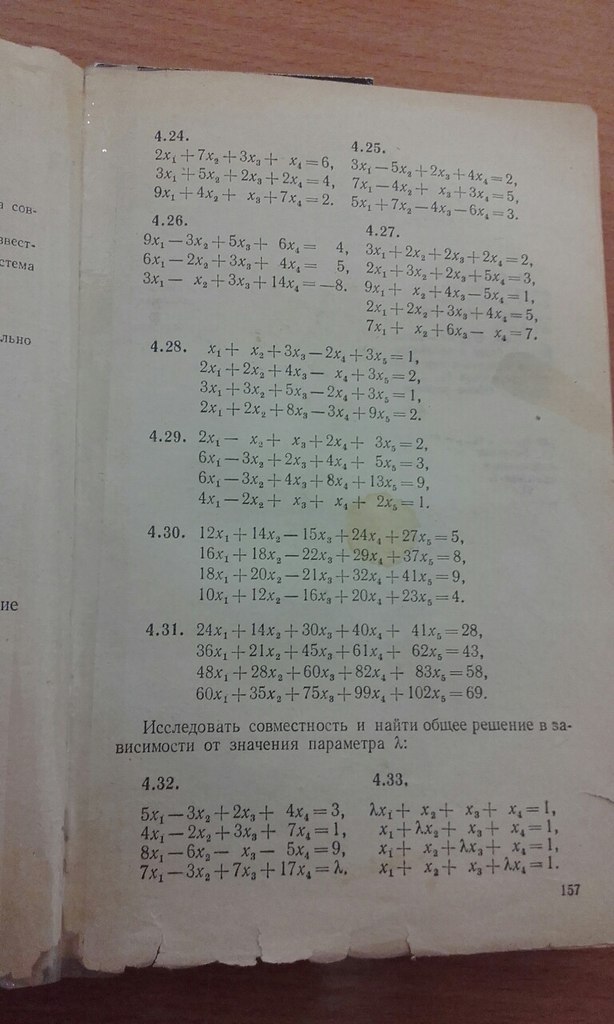 а сон-
звест-
стема
льно
ие
4.24.
2x₁+7x₂+3x₃+ x₄=6,
3x₁+5x₂+2x₃+2x₄=4,
9x₁+4x₂+ x₃+7x₄=2.
4.25.
3x₁−5x₂+2x₃+4x₄=2,
7x₁−4x₂+ x₃+3x₄=5,
5x₁+7x₂−4x₃−6x₄=3.
4.26.
9x₁−3x₂+5x₃+ 6x₄= 4,
6x₁−2x₂+3x₃+ 4x₄= 5,
3x₁− x₂+3x₃+14x₄=−8.
4.27.
3x₁+2x₂+2x₃+2x₄=2,
2x₁+3x₂+2x₃+5x₄=3,
9x₁+ x₂+4x₃−5x₄=1,
2x₁+2x₂+3x₃+4x₄=5,
7x₁+ x₂+6x₃− x₄=7.
4.28. x₁+ x₂+3x₃−2x₄+3x₅=1,
2x₁+2x₂+4x₃− x₄+3x₅=2,
3x₁+3x₂+5x₃−2x₄+3x₅=1,
2x₁+2x₂+8x₃−3x₄+9x₅=2.
4.29. 2x₁− x₂+ x₃+2x₄+ 3x₅=2,
6x₁−3x₂+2x₃+4x₄+ 5x₅=3,
6x₁−3x₂+4x₃+8x₄+13x₅=9,
4x₁−2x₂+ x₃+ x₄+ 2x₅=1.
4.30. 12x₁+14x₂−15x₃+24x₄+27x₅=5,
16x₁+18x₂−22x₃+29x₄+37x₅=8,
18x₁+20x₂−21x₃+32x₄+41x₅=9,
10x₁+12x₂−16x₃+20x₄+23x₅=4.
4.31. 24x₁+14x₂+30x₃+40x₄+ 41x₅=28,
36x₁+21x₂+45x₃+61x₄+ 62x₅=43,
48x₁+28x₂+60x₃+82x₄+ 83x₅=58,
60x₁+35x₂+75x₃+99x₄+102x₅=69.
Исследовать совместность и найти общее решение в за-
висимости от значения параметра λ:
4.32.
5x₁−3x₂+2x₃+ 4x₄=3,
4x₁−2x₂+3x₃+ 7x₄=1,
8x₁−6x₂− x₃− 5x₄=9,
7x₁−3x₂+7x₃+17x₄=λ.
4.33.
λx₁+ x₂+ x₃+ x₄=1,
x₁+λx₂+ x₃+ x₄=1,
x₁+ x₂+λx₃+ x₄=1,
x₁+ x₂+ x₃+λx₄=1.
157